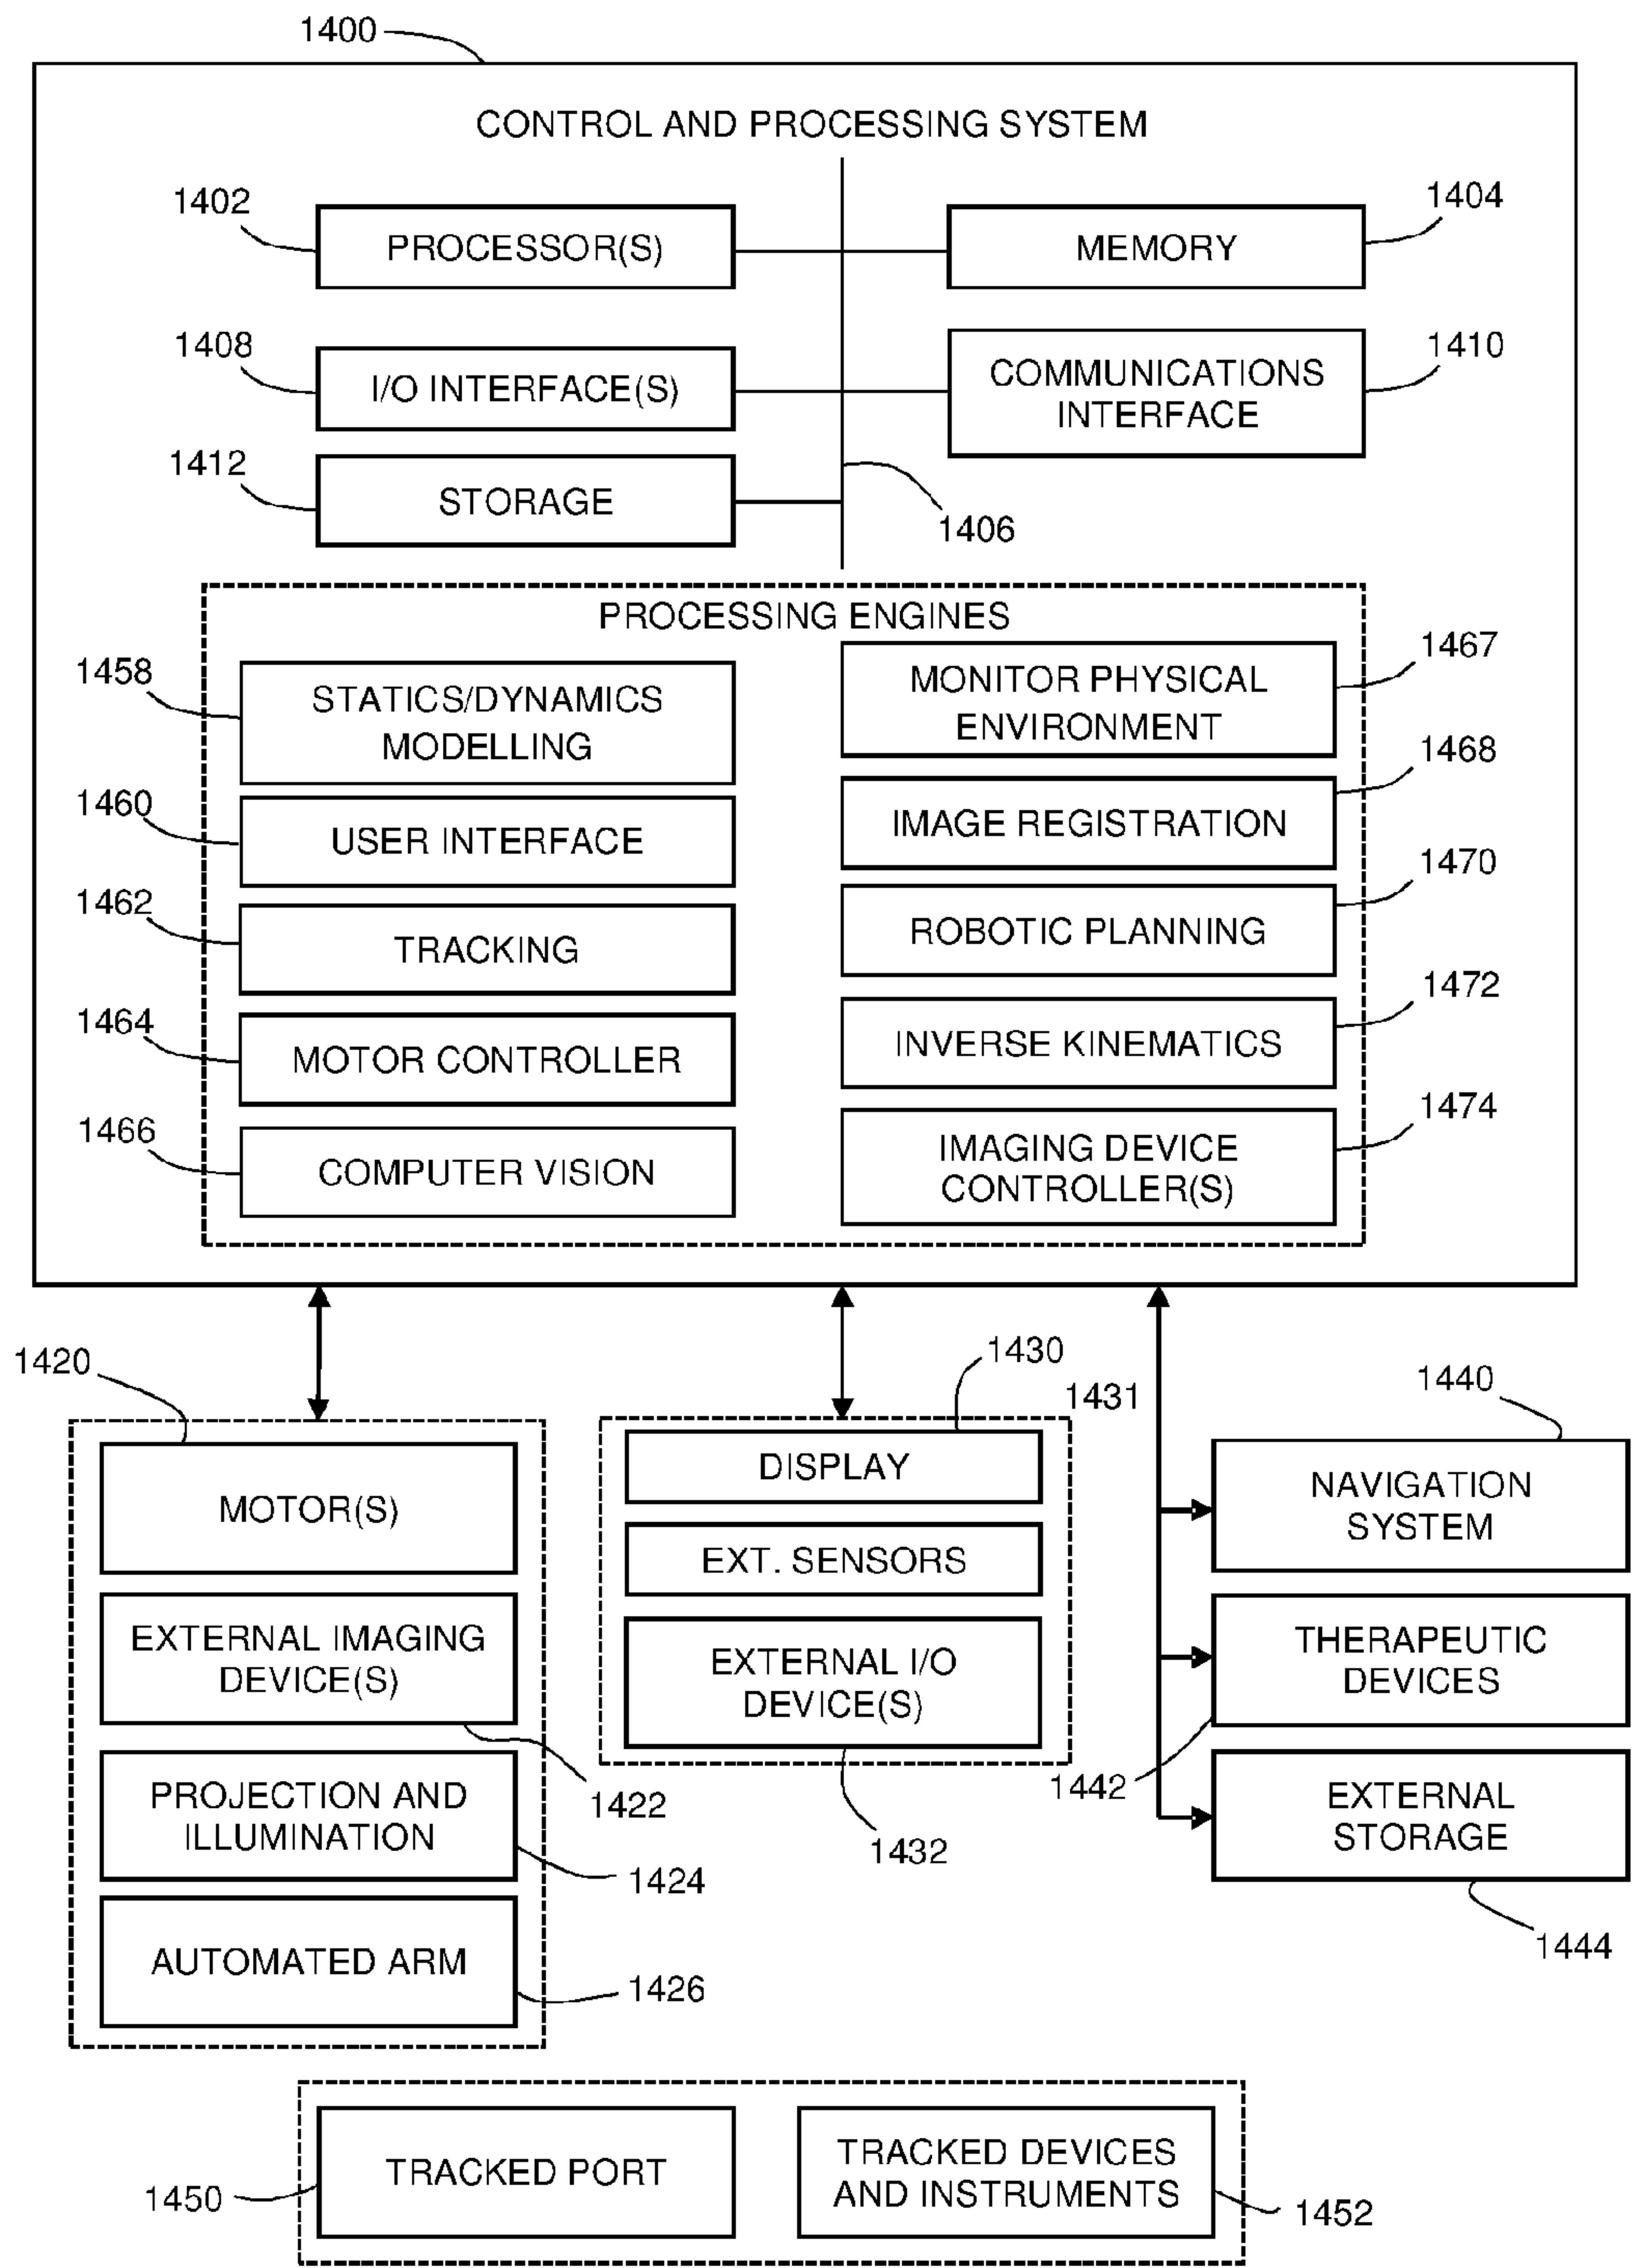 1400
CONTROL AND PROCESSING SYSTEM
1402
PROCESSOR(S)
MEMORY
1404
1408
I/O INTERFACE(S)
COMMUNICATIONS
INTERFACE
1410
1412
STORAGE
1406
PROCESSING ENGINES
1458
STATICS/DYNAMICS
MODELLING
MONITOR PHYSICAL
ENVIRONMENT
1467
1460
USER INTERFACE
IMAGE REGISTRATION
1468
1462
TRACKING
ROBOTIC PLANNING
1470
1464
MOTOR CONTROLLER
INVERSE KINEMATICS
1472
1466
COMPUTER VISION
IMAGING DEVICE
CONTROLLER(S)
1474
1420
MOTOR(S)
EXTERNAL IMAGING
DEVICE(S)
1422
PROJECTION AND
ILLUMINATION
1424
AUTOMATED ARM
1426
1430
DISPLAY
1431
EXT. SENSORS
EXTERNAL I/O
DEVICE(S)
1432
1440
NAVIGATION
SYSTEM
THERAPEUTIC
DEVICES
1442
EXTERNAL
STORAGE
1444
1450
TRACKED PORT
TRACKED DEVICES
AND INSTRUMENTS
1452